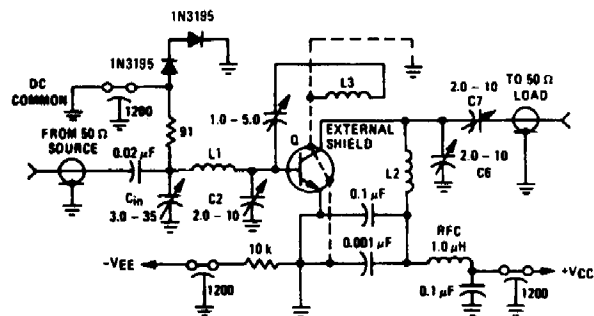 1N3195
1N3195
DC
COMMON
1200
FROM 50 Ω
SOURCE
0.02 μF
91
Cin
3.0 – 35
L1
C2
2.0 – 10
1.0 – 5.0
L3
Q
EXTERNAL
SHIELD
2.0 – 10
C7
TO 50 Ω
LOAD
2.0 – 10
C6
L2
0.1 μF
0.001 μF
RFC
1.0 μH
–VEE
1200
10 k
0.1 μF
1200
+VCC